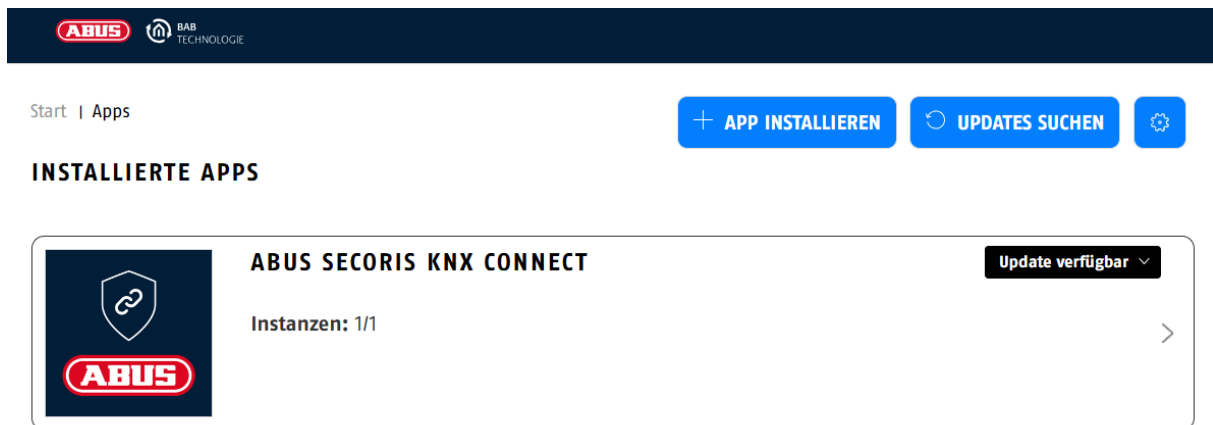 ABUS
BAB
TECHNOLOGIE
Start | Apps
+ APP INSTALLIEREN
UPDATES SUCHEN
INSTALLIERTE APPS
ABUS SECORIS KNX CONNECT
Update verfügbar
Instanzen: 1/1
ABUS